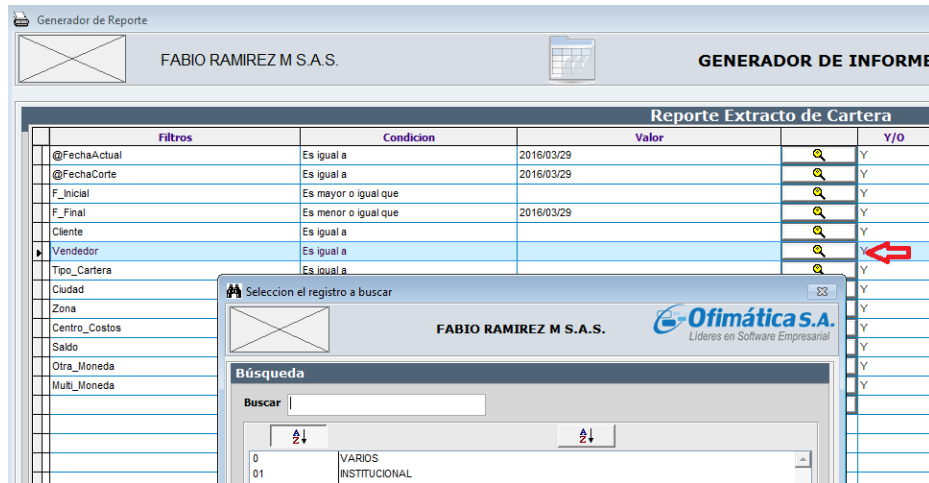 Generador de Reporte
FABIO RAMIREZ M S.A.S.
GENERADOR DE INFORME
Reporte Extracto de Cartera
Filtros Condicion Valor Y/O
@FechaActual Es igual a 2016/03/29 Y
@FechaCorte Es igual a 2016/03/29 Y
F_Inicial Es mayor o igual que Y
F_Final Es menor o igual que 2016/03/29 Y
Cliente Es igual a Y
Vendedor Es igual a Y
Tipo_Cartera Es igual a Y
Ciudad Y
Zona Y
Centro_Costos Y
Saldo Y
Otra_Moneda Y
Multi_Moneda Y
Seleccion el registro a buscar
FABIO RAMIREZ M S.A.S.
Ofimática S.A.
Lideres en Software Empresarial
Búsqueda
Buscar
A Z A Z
0 VARIOS
01 INSTITUCIONAL